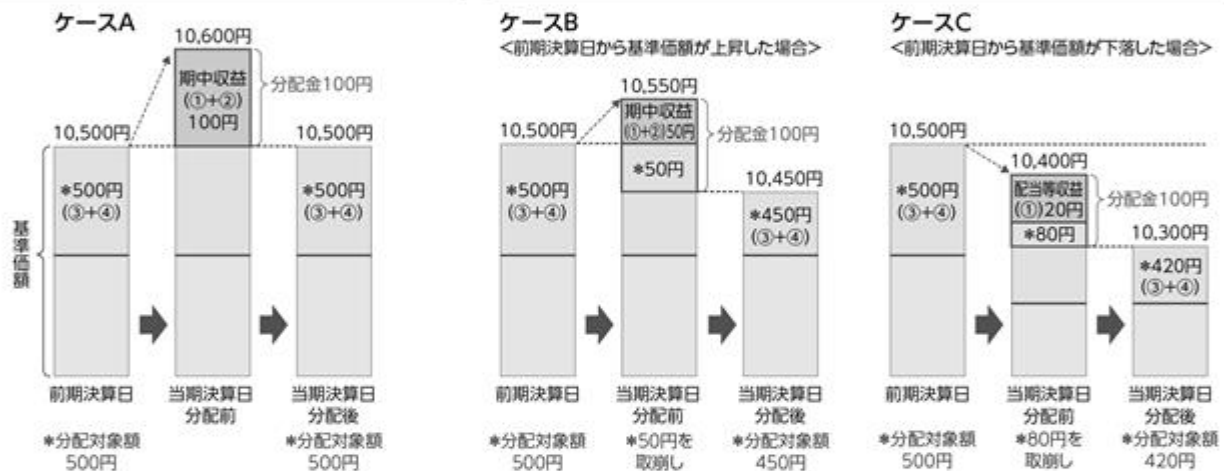 ケースA
10,600円
期中収益
(①+②)
100円
分配金100円
10,500円
10,500円
*500円
(③+④)
*500円
(③+④)
基準価額
前期決算日
当期決算日
分配前
当期決算日
分配後
*分配対象額
500円
*分配対象額
500円
ケースB
<前期決算日から基準価額が上昇した場合>
10,550円
期中収益
(①+②)50円
分配金100円
10,500円
*500円
(③+④)
*50円
10,450円
*450円
(③+④)
前期決算日
当期決算日
分配前
当期決算日
分配後
*分配対象額
500円
*50円を
取崩し
*分配対象額
450円
ケースC
<前期決算日から基準価額が下落した場合>
10,500円
10,400円
*500円
(③+④)
配当等収益
(①)20円
分配金100円
*80円
10,300円
*420円
(③+④)
前期決算日
当期決算日
分配前
当期決算日
分配後
*分配対象額
500円
*80円を
取崩し
*分配対象額
420円